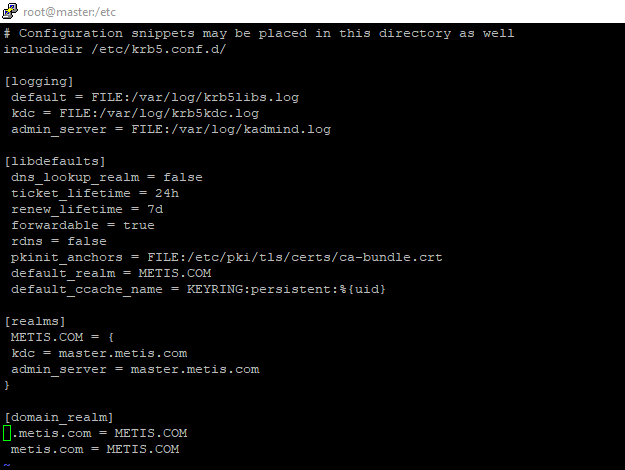 root@master:/etc
# Configuration snippets may be placed in this directory as well
includedir /etc/krb5.conf.d/

[logging]
 default = FILE:/var/log/krb5libs.log
 kdc = FILE:/var/log/krb5kdc.log
 admin_server = FILE:/var/log/kadmind.log

[libdefaults]
 dns_lookup_realm = false
 ticket_lifetime = 24h
 renew_lifetime = 7d
 forwardable = true
 rdns = false
 pkinit_anchors = FILE:/etc/pki/tls/certs/ca-bundle.crt
 default_realm = METIS.COM
 default_ccache_name = KEYRING:persistent:%{uid}

[realms]
 METIS.COM = {
 kdc = master.metis.com
 admin_server = master.metis.com
}

[domain_realm]
 .metis.com = METIS.COM
 metis.com = METIS.COM
~